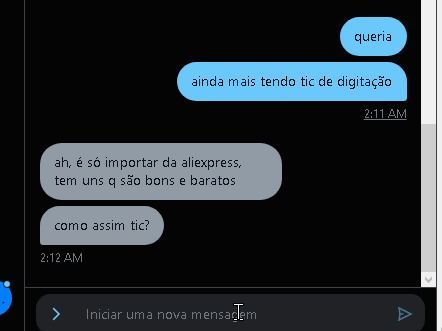 queria
ainda mais tendo tic de digitação
2:11 AM
ah, é só importar da aliexpress,
tem uns q são bons e baratos
como assim tic?
2:12 AM
Iniciar uma nova mensagem